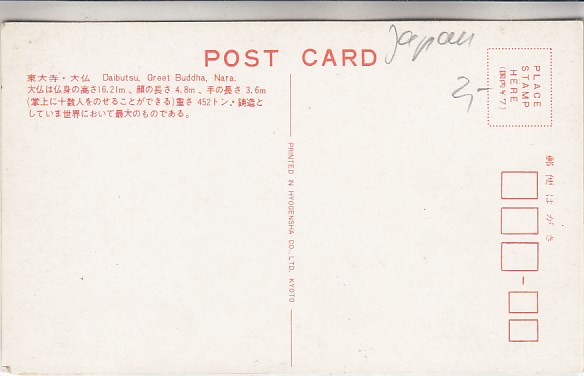 POST CARD
Japan
東大寺・大仏 Daibutsu, Greet Buddha, Nara.
大仏は仏身の高さ16.21m、顔の長さ4.8m、手の長さ3.6m
(掌上に十数人をのせることができる)重さ452トン.鋳造と
していま世界において最大のものである。
PRINTED IN HYOGENSHA CO., LTD. KYOTO
PLACE
STAMP
HERE
郵便はがき